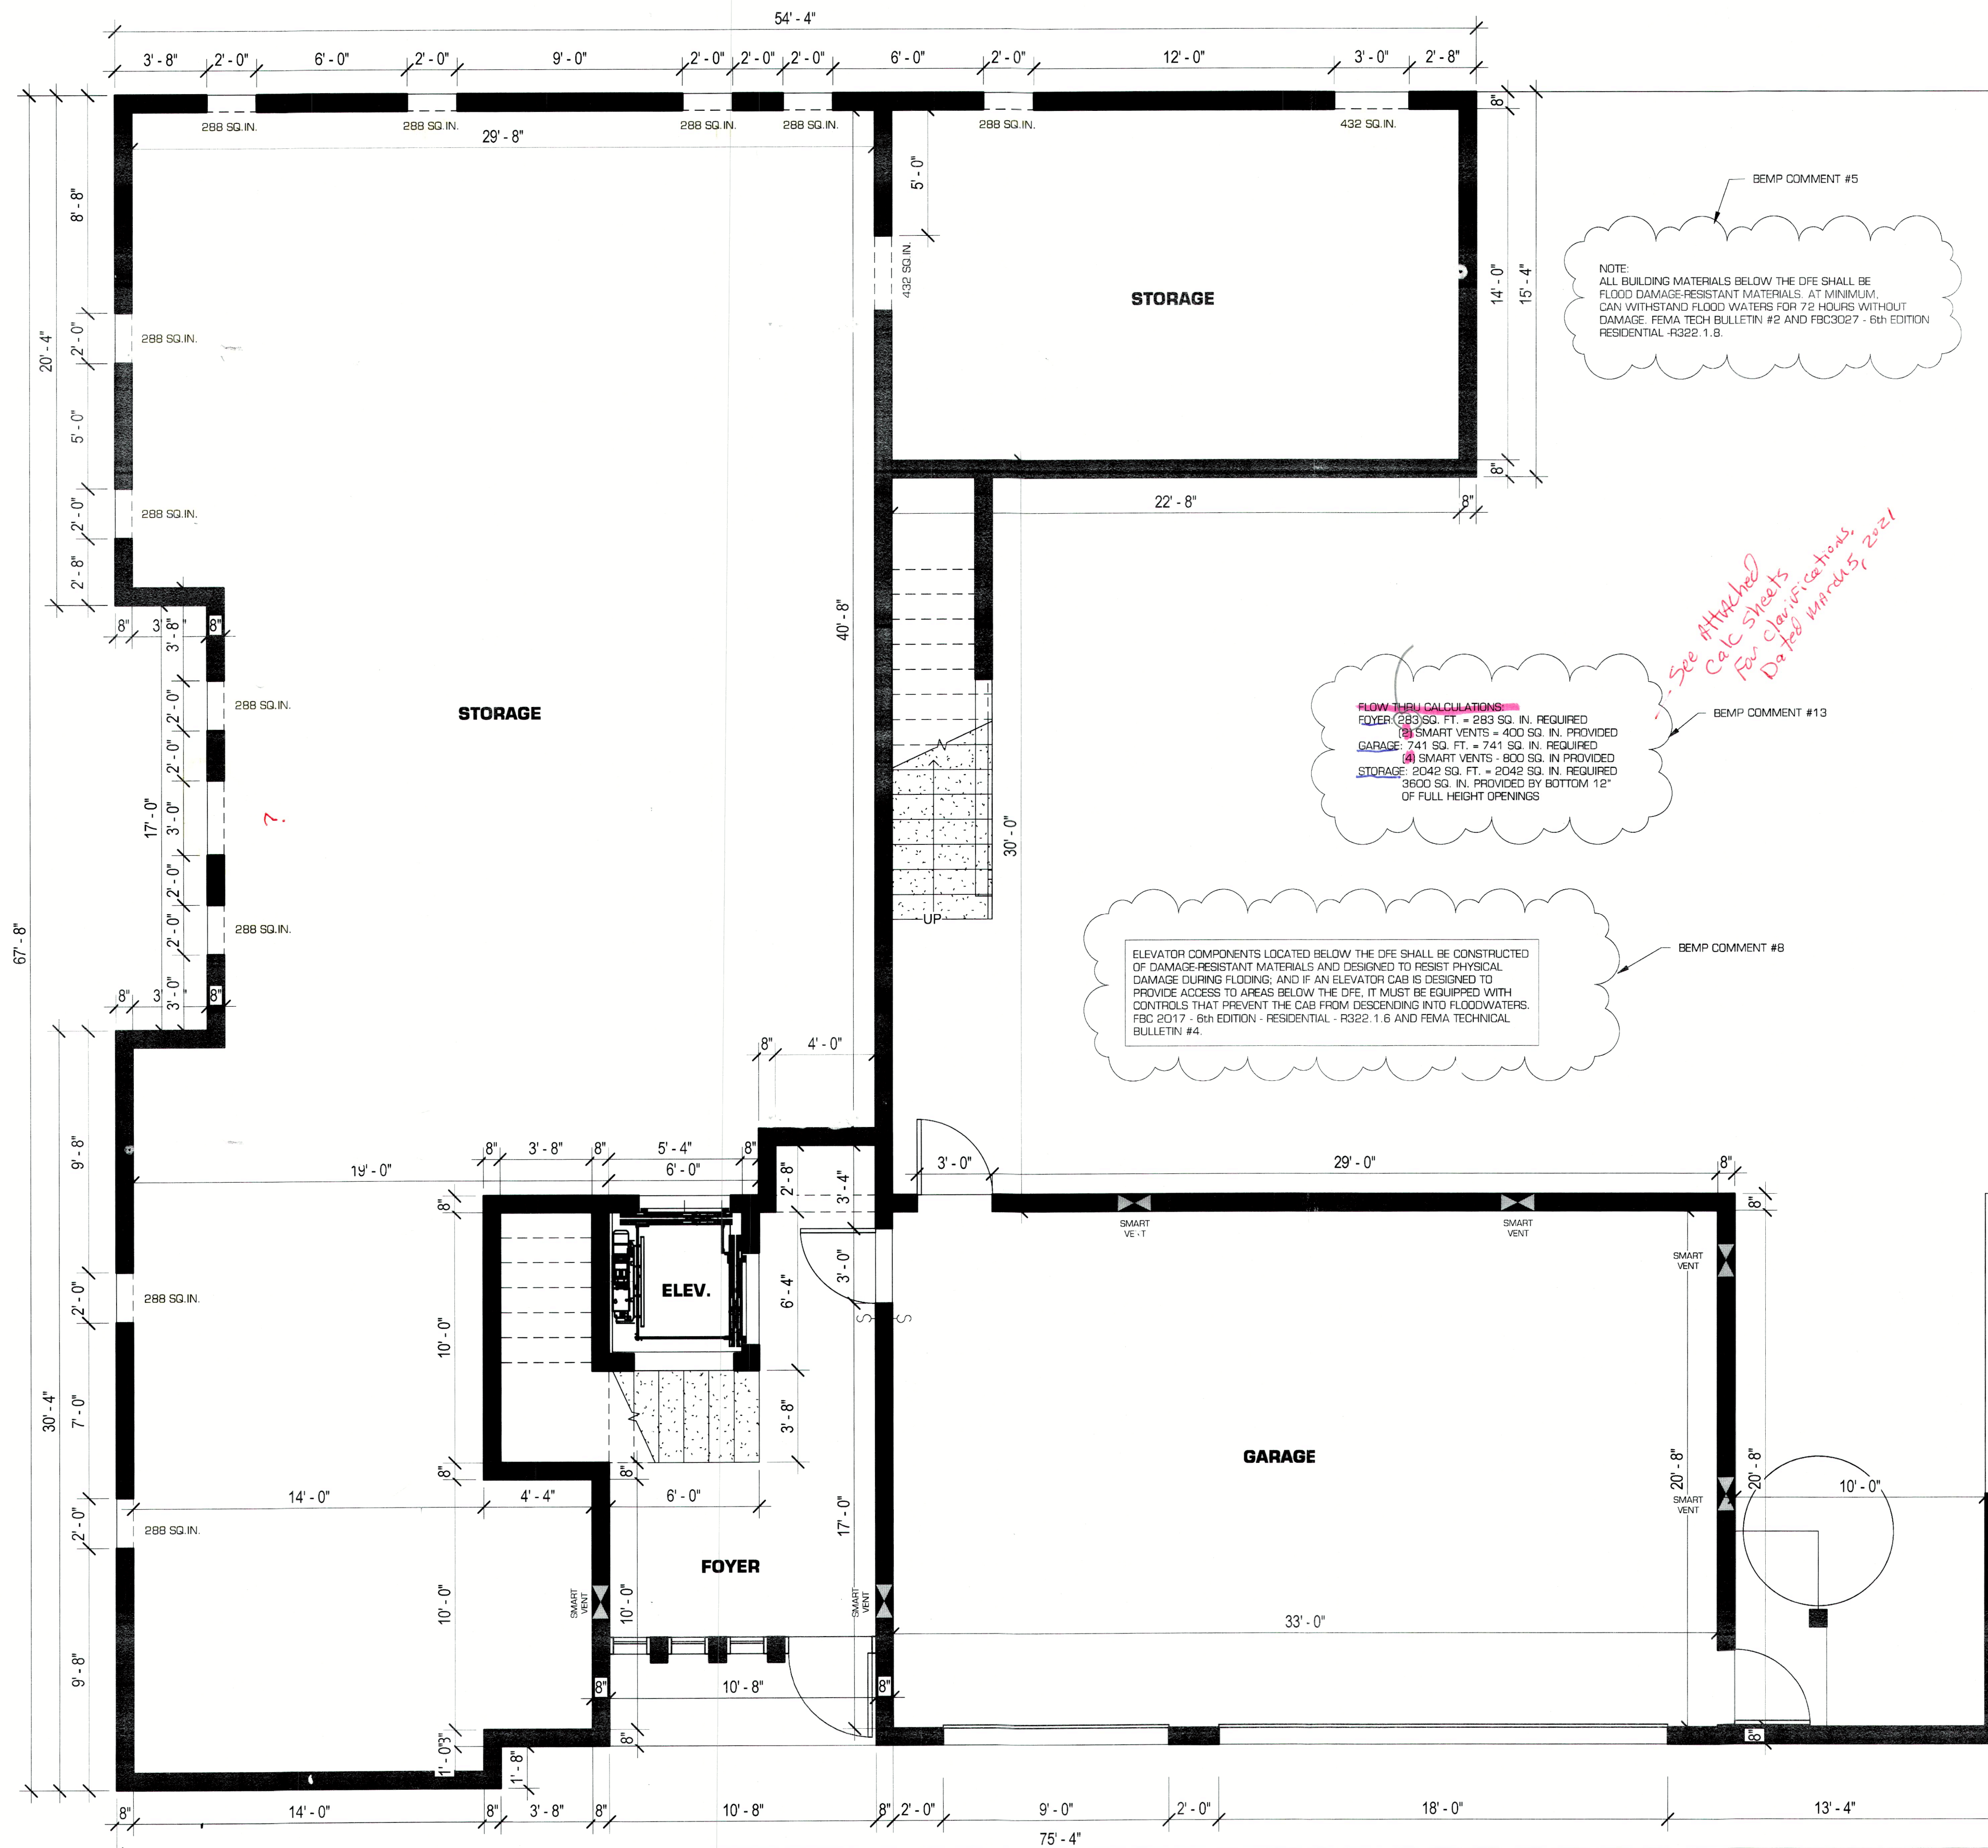 54' - 4"
3' - 8" 2' - 0" 6' - 0" 2' - 0" 9' - 0" 2' - 0" 2' - 0" 2' - 0" 6' - 0" 2' - 0" 12' - 0" 3' - 0" 2' - 8"
288 SQ.IN. 288 SQ.IN. 288 SQ.IN. 288 SQ.IN. 288 SQ.IN. 432 SQ.IN.
29' - 8"
8"
5' - 0"
432 SQ.IN.
STORAGE
14' - 0"
15' - 4"
8"
22' - 8" 8"
BEMP COMMENT #5
NOTE:
ALL BUILDING MATERIALS BELOW THE DFE SHALL BE
FLOOD DAMAGE-RESISTANT MATERIALS. AT MINIMUM,
CAN WITHSTAND FLOOD WATERS FOR 72 HOURS WITHOUT
DAMAGE. FEMA TECH BULLETIN #2 AND FBC3027 - 6th EDITION
RESIDENTIAL -R322.1.8.
8' - 8"
2' - 0"
288 SQ.IN.
20' - 4"
5' - 0"
2' - 0"
288 SQ.IN.
2' - 8"
8" 3' 8"
3' - 8"
2' - 0"
288 SQ.IN.
2' - 0"
17' - 0"
3' - 0"
?
2' - 0"
2' - 0"
288 SQ.IN.
3' - 0"
8" 3' 8"
67' - 8"
STORAGE
40' - 8"
30' - 0"
UP
See Attached
Calc Sheets
For Clarifications.
Dated March 5, 2021
FLOW THRU CALCULATIONS:
FOYER: 283 SQ. FT. = 283 SQ. IN. REQUIRED
(2) SMART VENTS = 400 SQ. IN. PROVIDED
GARAGE: 741 SQ. FT. = 741 SQ. IN. REQUIRED
(4) SMART VENTS - 800 SQ. IN PROVIDED
STORAGE: 2042 SQ. FT. = 2042 SQ. IN. REQUIRED
3600 SQ. IN. PROVIDED BY BOTTOM 12"
OF FULL HEIGHT OPENINGS
BEMP COMMENT #13
ELEVATOR COMPONENTS LOCATED BELOW THE DFE SHALL BE CONSTRUCTED
OF DAMAGE-RESISTANT MATERIALS AND DESIGNED TO RESIST PHYSICAL
DAMAGE DURING FLODING; AND IF AN ELEVATOR CAB IS DESIGNED TO
PROVIDE ACCESS TO AREAS BELOW THE DFE, IT MUST BE EQUIPPED WITH
CONTROLS THAT PREVENT THE CAB FROM DESCENDING INTO FLOODWATERS.
FBC 2017 - 6th EDITION - RESIDENTIAL - R322.1.6 AND FEMA TECHNICAL
BULLETIN #4.
BEMP COMMENT #8
8" 4' - 0"
8" 3' - 8" 8" 5' - 4" 8"
19' - 0" 6' - 0"
2' - 8"
3' - 4"
3' - 0" 29' - 0" 8"
8"
8"
9' - 8"
2' - 0"
288 SQ.IN.
30' - 4"
7' - 0"
2' - 0"
288 SQ.IN.
9' - 8"
10' - 0"
ELEV.
6' - 4"
3' - 0"
S S
3' - 8"
8" 8"
14' - 0" 4' - 4" 6' - 0"
17' - 0"
FOYER
10' - 0" 10' - 0"
SMART
VENT
SMART
VENT
8" 10' - 8" 8"
8"
1' - 0"
1' - 8"
SMART
SMART
VENT
SMART
VENT
SMART
VENT
GARAGE
20' - 8"
20' - 8"
10' - 0"
33' - 0"
8"
8" 14' - 0" 8" 3' - 8" 8" 10' - 8" 8" 2' - 0" 9' - 0" 2' - 0" 18' - 0" 13' - 4"
75' - 4"